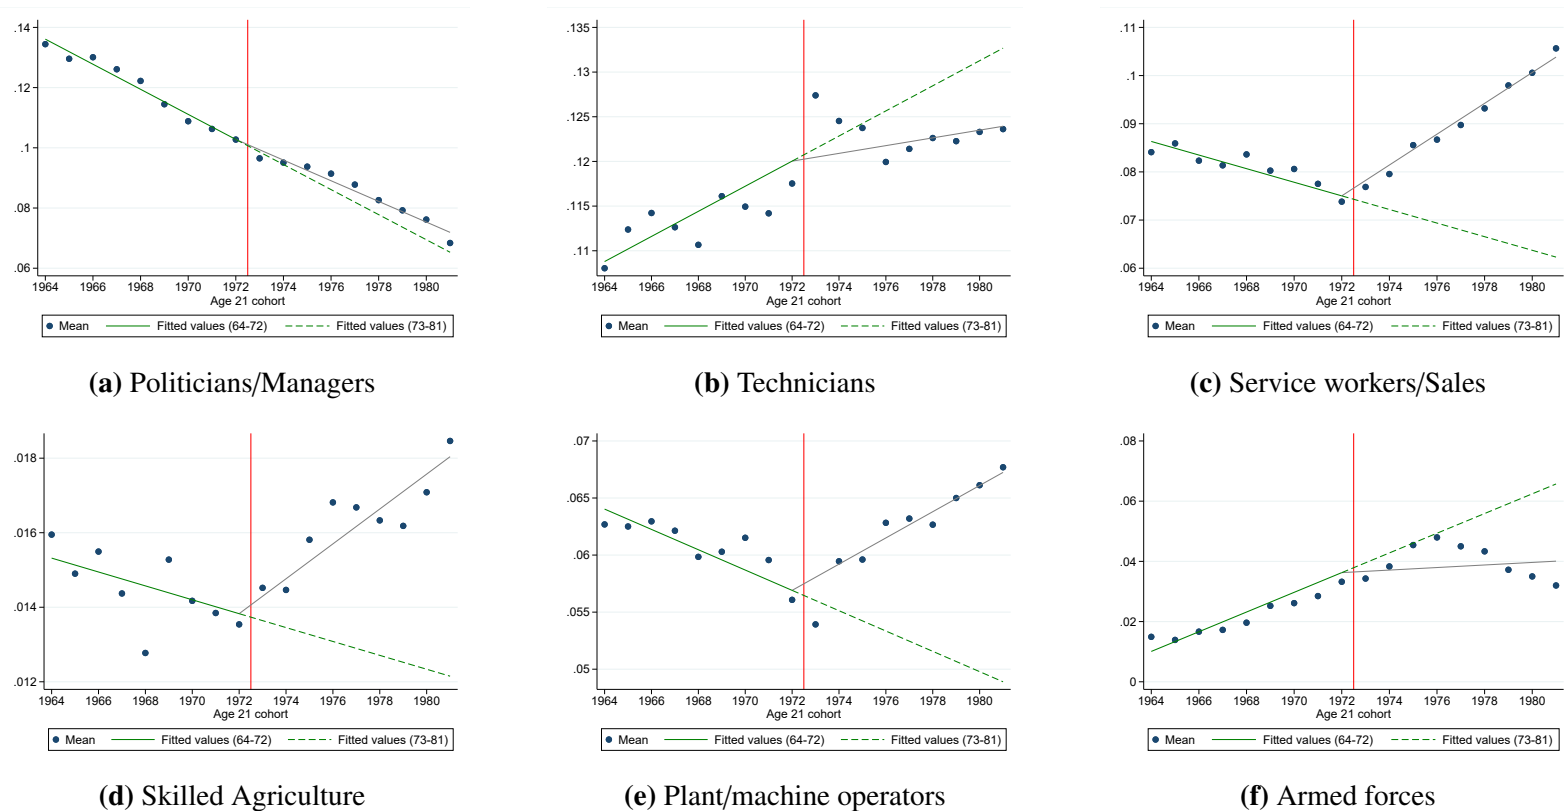 .14
.12
.1
.08
.06
1964 1966 1968 1970 1972 1974 1976 1978 1980
Age 21 cohort
Mean Fitted values (64-72) Fitted values (73-81)
(a) Politicians/Managers
.135
.13
.125
.12
.115
.11
1964 1966 1968 1970 1972 1974 1976 1978 1980
Age 21 cohort
Mean Fitted values (64-72) Fitted values (73-81)
(b) Technicians
.11
.1
.09
.08
.07
.06
1964 1966 1968 1970 1972 1974 1976 1978 1980
Age 21 cohort
Mean Fitted values (64-72) Fitted values (73-81)
(c) Service workers/Sales
.018
.016
.014
.012
1964 1966 1968 1970 1972 1974 1976 1978 1980
Age 21 cohort
Mean Fitted values (64-72) Fitted values (73-81)
(d) Skilled Agriculture
.07
.065
.06
.055
.05
1964 1966 1968 1970 1972 1974 1976 1978 1980
Age 21 cohort
Mean Fitted values (64-72) Fitted values (73-81)
(e) Plant/machine operators
.08
.06
.04
.02
0
1964 1966 1968 1970 1972 1974 1976 1978 1980
Age 21 cohort
Mean Fitted values (64-72) Fitted values (73-81)
(f) Armed forces